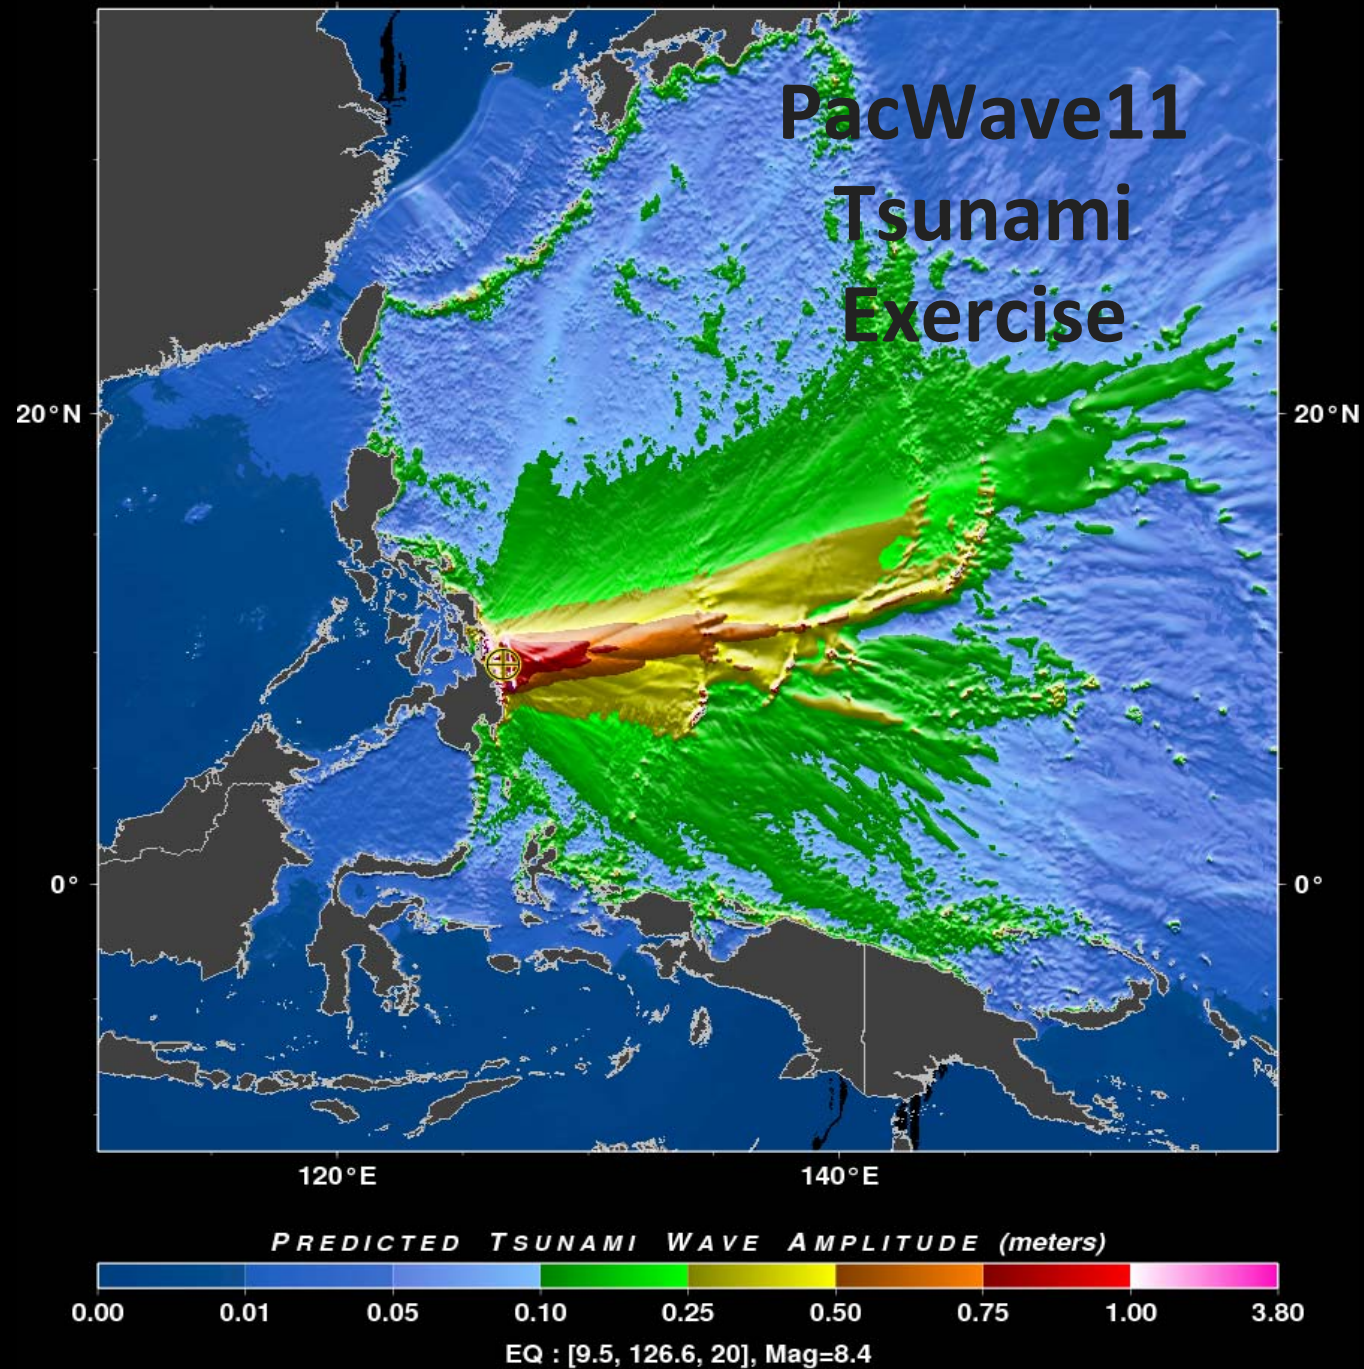 PacWave11
Tsunami
Exercise
20°N 20°N
0° 0°
120°E 140°E
PREDICTED TSUNAMI WAVE AMPLITUDE (meters)
0.00 0.01 0.05 0.10 0.25 0.50 0.75 1.00 3.80
EQ : [9.5, 126.6, 20], Mag=8.4